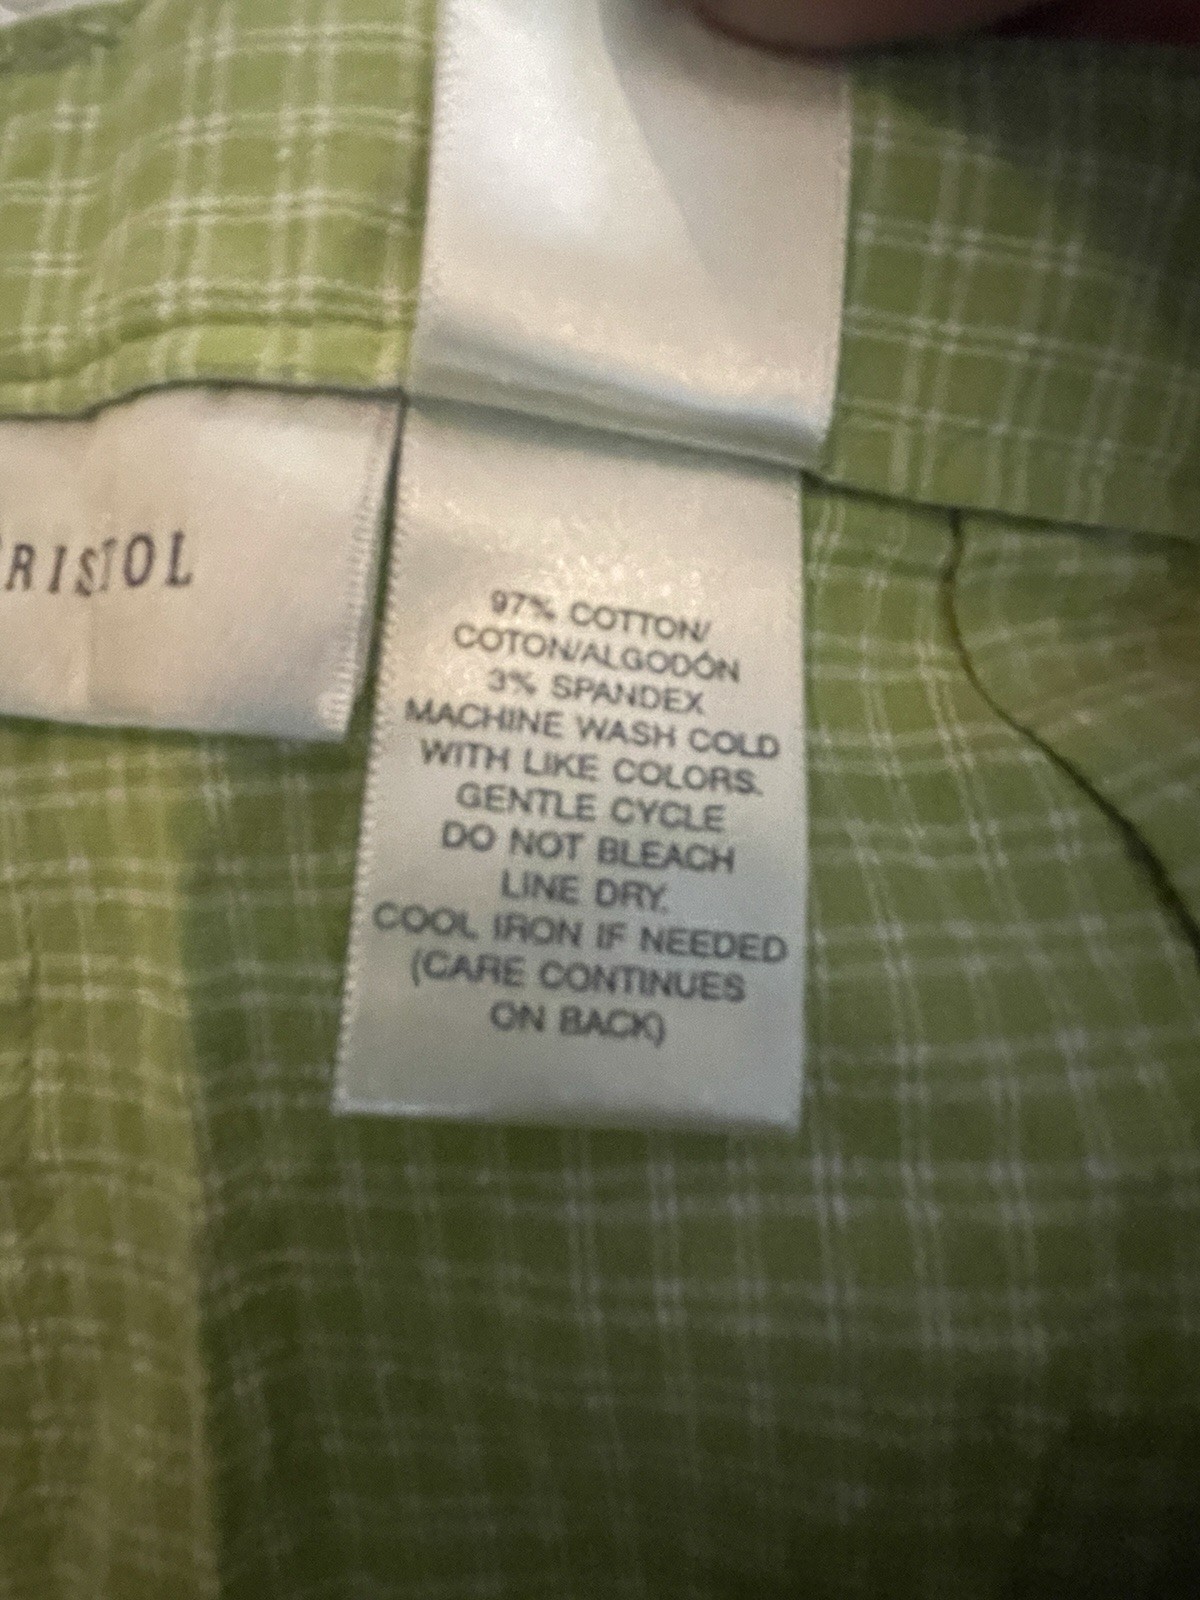 RISTOL
97% COTTON/
COTON/ALGODÓN
3% SPANDEX
MACHINE WASH COLD
WITH LIKE COLORS.
GENTLE CYCLE
DO NOT BLEACH
LINE DRY.
COOL IRON IF NEEDED
(CARE CONTINUES
ON BACK)